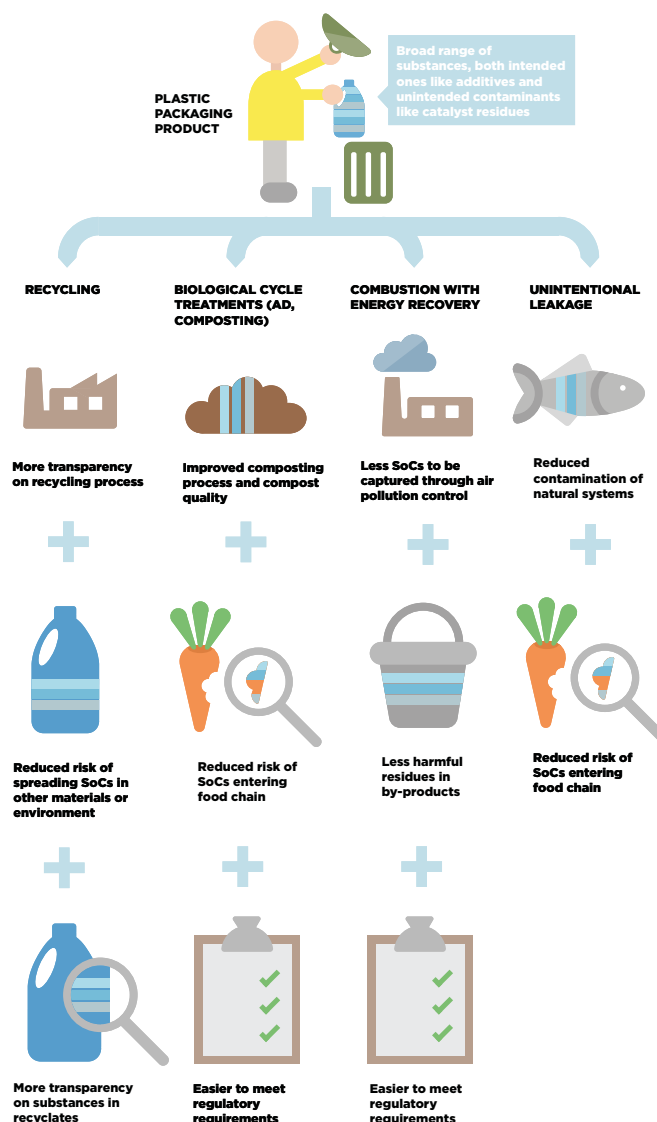 PLASTIC
PACKAGING
PRODUCT
Broad range of
substances, both intended
ones like additives and
unintended contaminants
like catalyst residues
RECYCLING
BIOLOGICAL CYCLE
TREATMENTS (AD,
COMPOSTING)
COMBUSTION WITH
ENERGY RECOVERY
UNINTENTIONAL
LEAKAGE
More transparency
on recycling process
Improved composting
process and compost
quality
Less SoCs to be
captured through air
pollution control
Reduced
contamination of
natural systems
Reduced risk of
spreading SoCs in
other materials or
environment
Reduced risk of
SoCs entering
food chain
Less harmful
residues in
by-products
Reduced risk of
SoCs entering
food chain
More transparency
on substances in
recyclates
Easier to meet
regulatory
requirements
Easier to meet
regulatory
requirements